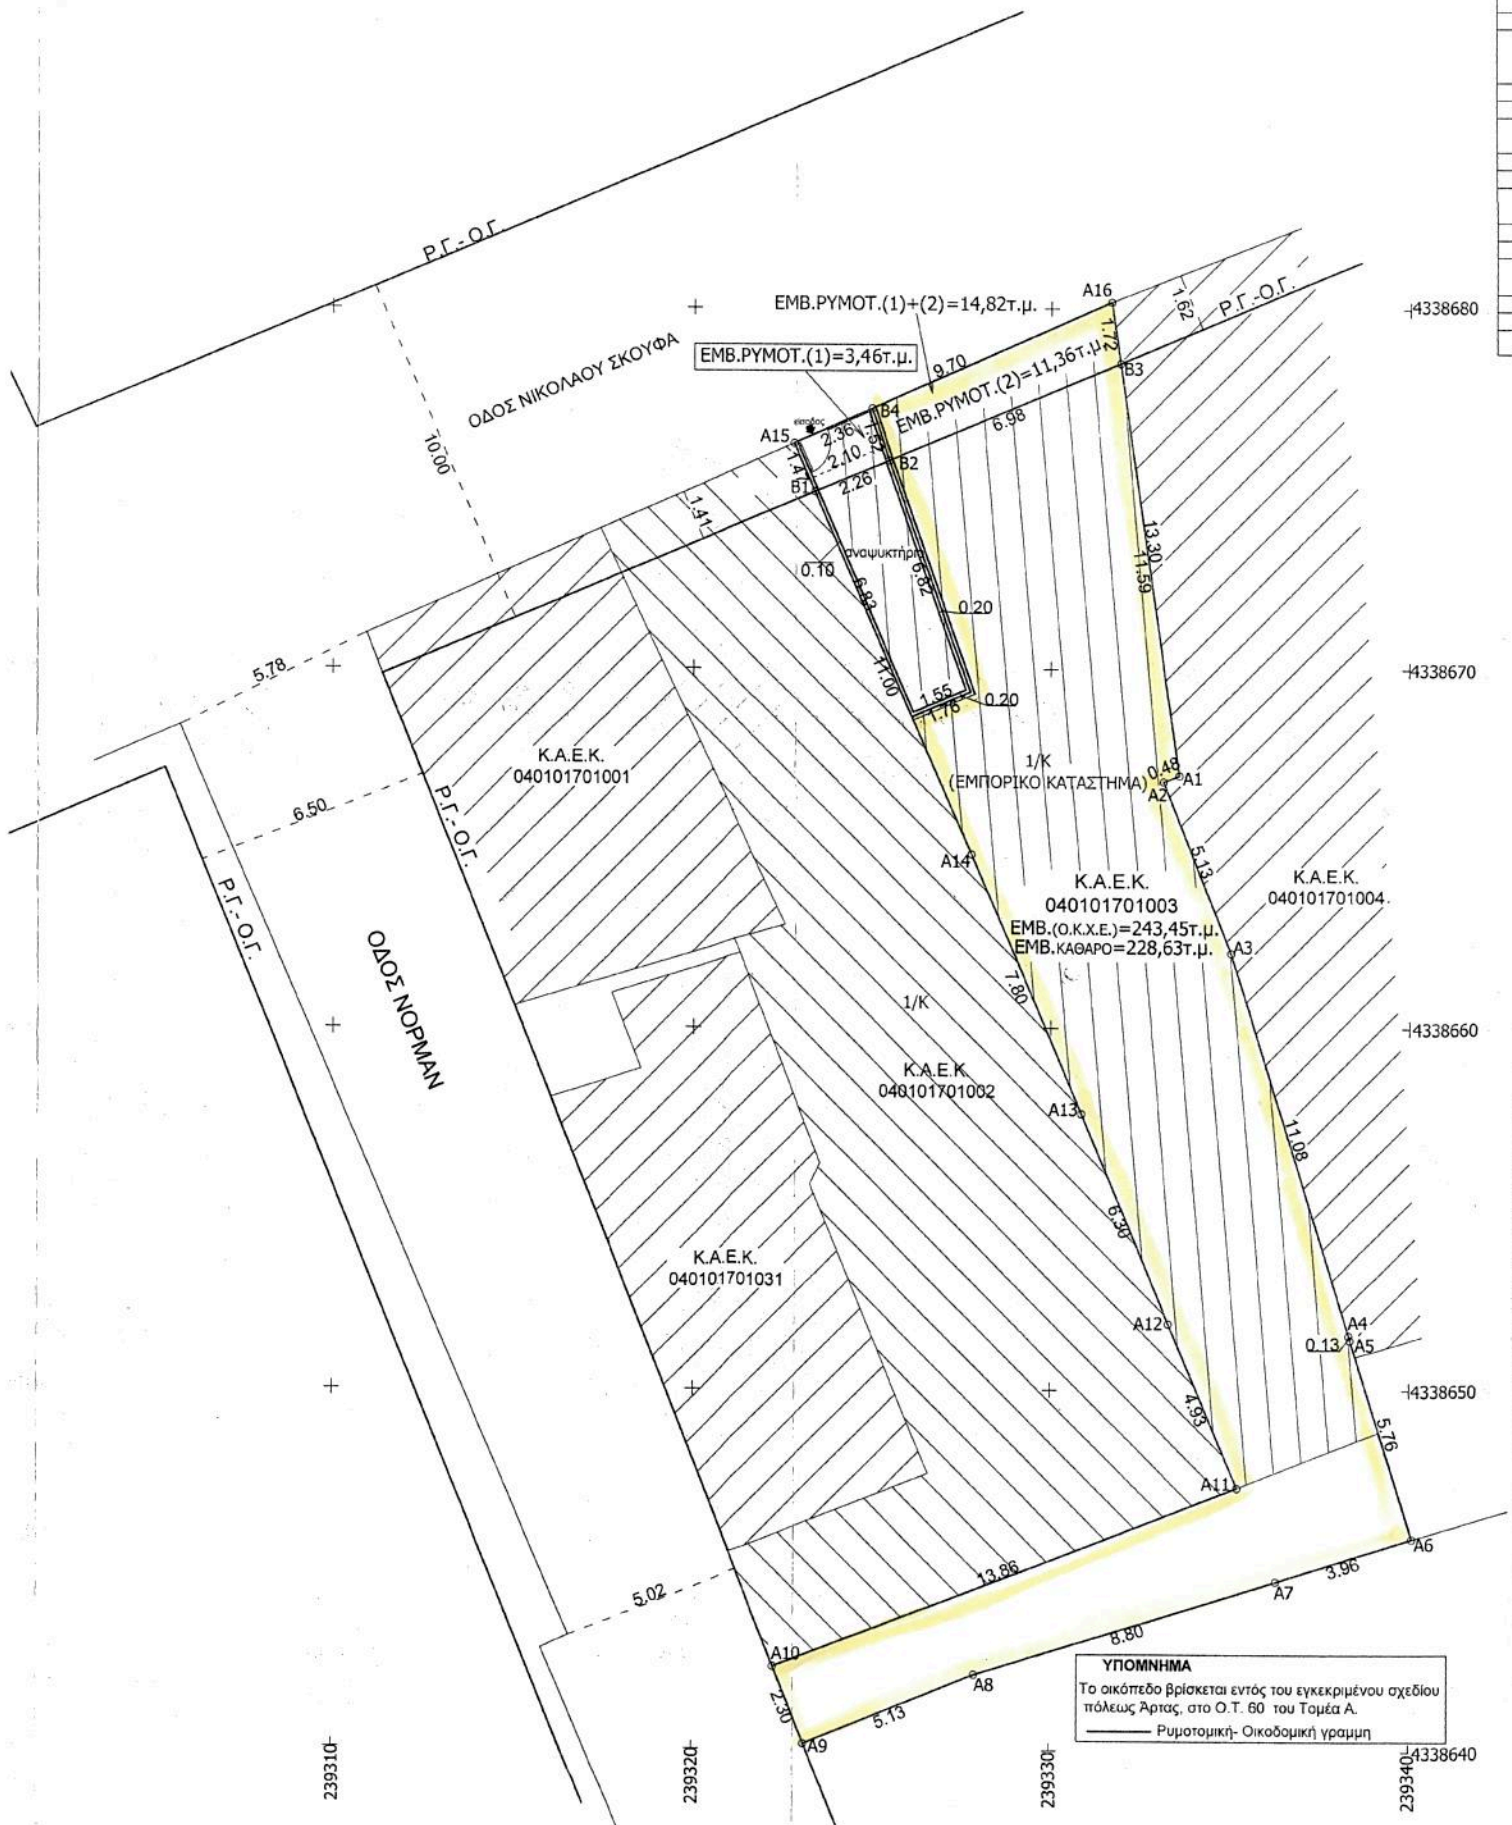 Ρ.Γ.-Ο.Γ.
ΟΔΟΣ ΝΙΚΟΛΑΟΥ ΣΚΟΥΦΑ
10.00
ΕΜΒ.ΡΥΜΟΤ.(1)+(2)=14,82τ.μ.
ΕΜΒ.ΡΥΜΟΤ.(1)=3,46τ.μ.
9.70
ΕΜΒ.ΡΥΜΟΤ.(2)=11,36τ.μ.
A16
1.72
1.62
Ρ.Γ.-Ο.Γ.
4338680
B3
6.98
B4
1.52
B2
A15
είσοδος
2.36
2.10
B1
2.26
1.41
αναψυκτήριο
0.10
6.83
6.82
0.20
11.00
1.55
1.76
0.20
13.30
11.59
4338670
5.78
6.50
Κ.Α.Ε.Κ.
040101701001
Ρ.Γ.- Ο.Γ.
Ρ.Γ.- Ο.Γ.
ΟΔΟΣ ΝΟΡΜΑΝ
1/Κ
(ΕΜΠΟΡΙΚΟ ΚΑΤΑΣΤΗΜΑ)
0.48
A1
A2
A14
5.13
Κ.Α.Ε.Κ.
040101701003
ΕΜΒ.(Ο.Κ.Χ.Ε.)=243,45τ.μ.
ΕΜΒ.ΚΑΘΑΡΟ=228,63τ.μ.
Κ.Α.Ε.Κ.
040101701004
A3
7.80
1/Κ
4338660
Κ.Α.Ε.Κ.
040101701002
A13
11.08
6.30
Κ.Α.Ε.Κ.
040101701031
A12
A4
0.13
A5
4338650
4.93
5.76
A11
A6
13.86
3.96
A7
5.02
8.80
A10
A8
2.30
5.13
A9
ΥΠΟΜΝΗΜΑ
Το οικόπεδο βρίσκεται εντός του εγκεκριμένου σχεδίου
πόλεως Άρτας, στο Ο.Τ. 60 του Τομέα Α.
Ρυμοτομική- Οικοδομική γραμμη
4338640
239310
239320
239330
239340